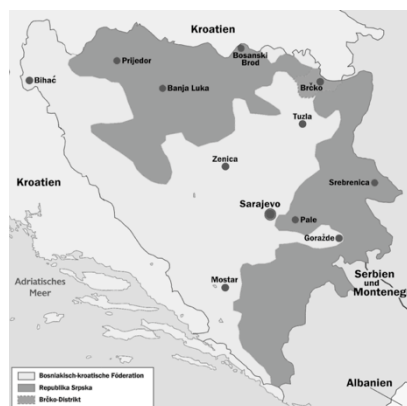 Kroatien
Bosanski
Brod
Prijedor
Bihać
Banja Luka
Brčko
Tuzla
Zenica
Kroatien
Srebrenica
Sarajevo
Pale
Goražde
Serbien
und
Monteneg
Adriatisches
Meer
Mostar
Albanien
Bosniakisch-kroatische Föderation
Republika Srpska
Brčko-Distrikt